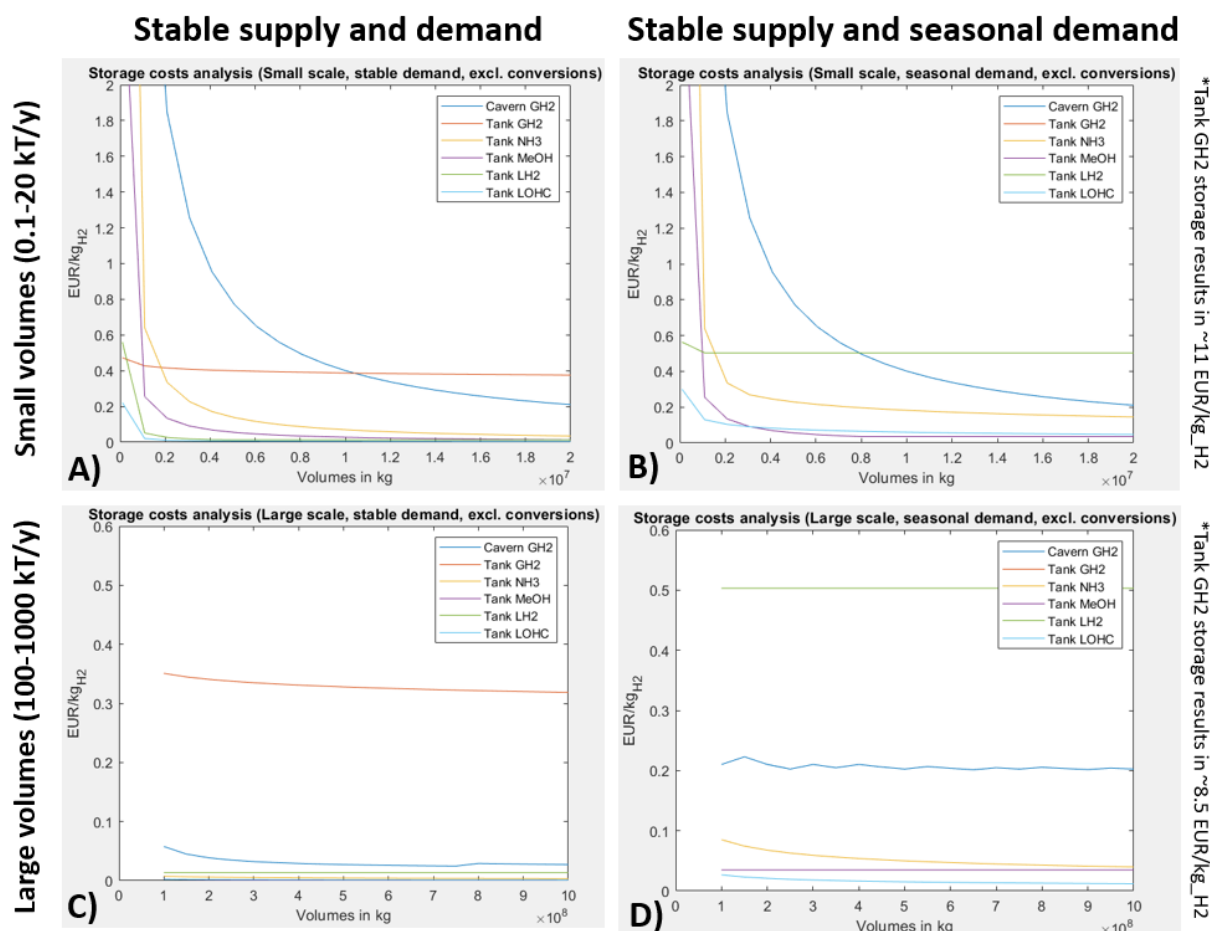 Stable supply and demand
Stable supply and seasonal demand
Small volumes (0.1-20 kT/y)
Storage costs analysis (Small scale, stable demand, excl. conversions)
EUR/kg_H2
2
1.8
1.6
1.4
1.2
1
0.8
0.6
0.4
0.2
0
Cavern GH2
Tank GH2
Tank NH3
Tank MeOH
Tank LH2
Tank LOHC
0 0.2 0.4 0.6 0.8 1 1.2 1.4 1.6 1.8 2
A)
Volumes in kg
×10^7
Storage costs analysis (Small scale, seasonal demand, excl. conversions)
EUR/kg_H2
2
1.8
1.6
1.4
1.2
1
0.8
0.6
0.4
0.2
0
Cavern GH2
Tank GH2
Tank NH3
Tank MeOH
Tank LH2
Tank LOHC
0 0.2 0.4 0.6 0.8 1 1.2 1.4 1.6 1.8 2
B)
Volumes in kg
×10^7
*Tank GH2 storage results in ~11 EUR/kg_H2
Large volumes (100-1000 kT/y)
Storage costs analysis (Large scale, stable demand, excl. conversions)
EUR/kg_H2
0.6
0.5
0.4
0.3
0.2
0.1
0
Cavern GH2
Tank GH2
Tank NH3
Tank MeOH
Tank LH2
Tank LOHC
0 1 2 3 4 5 6 7 8 9 10
C)
Volumes in kg
×10^8
Storage costs analysis (Large scale, seasonal demand, excl. conversions)
EUR/kg_H2
0.6
0.5
0.4
0.3
0.2
0.1
0
Cavern GH2
Tank GH2
Tank NH3
Tank MeOH
Tank LH2
Tank LOHC
0 1 2 3 4 5 6 7 8 9 10
D)
Volumes in kg
×10^8
*Tank GH2 storage results in ~8.5 EUR/kg_H2